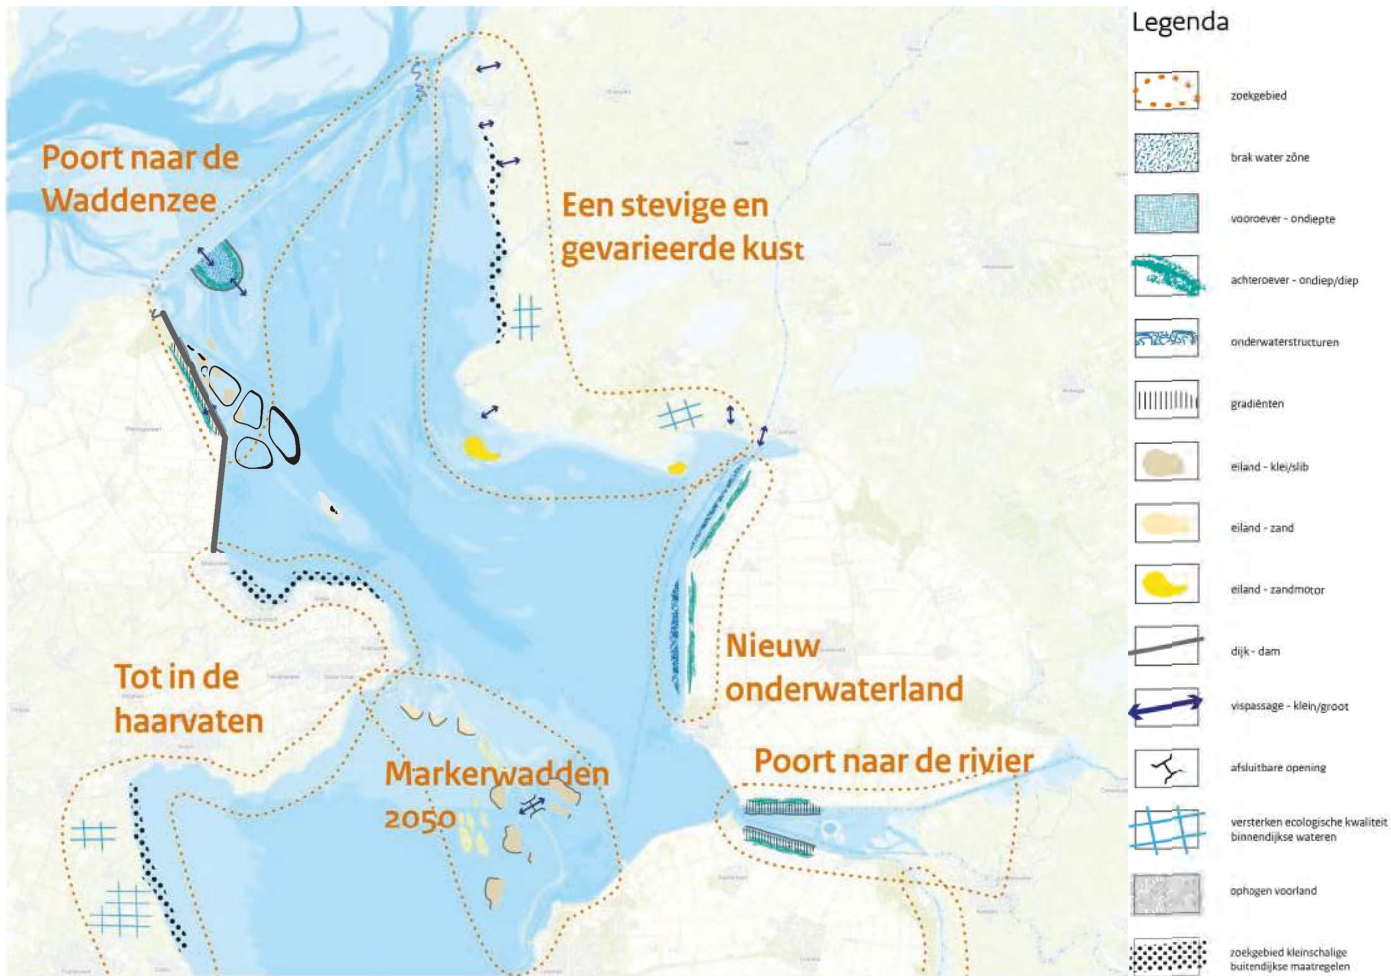 Legenda
zoekgebied
brak water zône
vooroever - ondiepte
achteroever - ondiep/diep
onderwaterstructuren
gradiënten
eiland - klei/slib
eiland - zand
eiland - zandmotor
dijk - dam
vispassage - klein/groot
afsluitbare opening
versterken ecologische kwaliteit
binnendijkse wateren
ophogen voorland
zoekgebied kleinschalige
buitendijkse maatregelen
Poort naar de
Waddenzee
Een stevige en
gevarieerde kust
Tot in de
haarvaten
Markerwadden
2050
Nieuw
onderwaterland
Poort naar de rivier